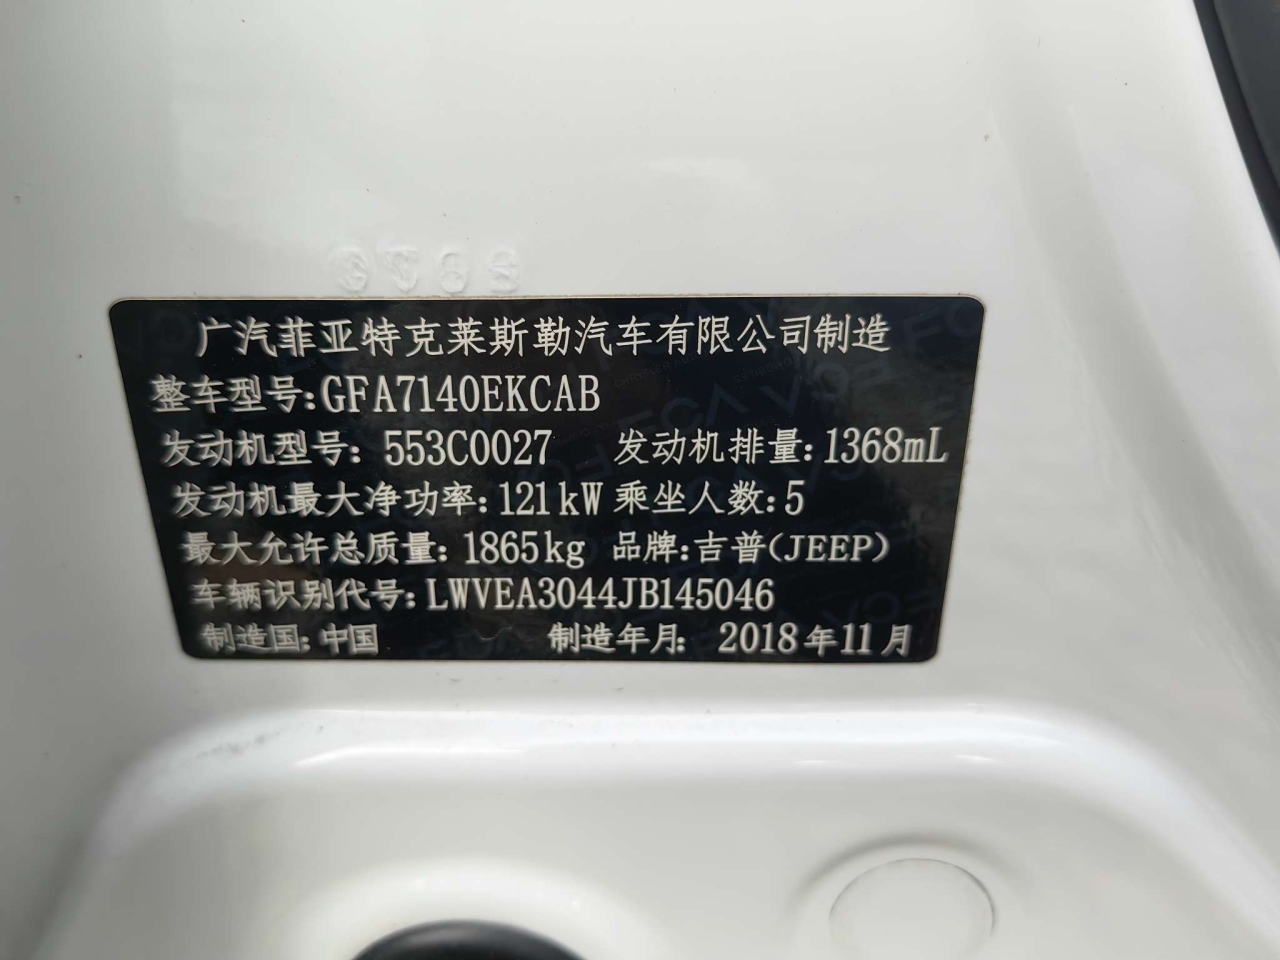 广汽菲亚特克莱斯勒汽车有限公司制造
整车型号:GFA7140EKCAB
发动机型号: 553C0027 发动机排量:1368mL
发动机最大净功率:121kW 乘坐人数:5
最大允许总质量: 1865kg 品牌:吉普(JEEP)
车辆识别代号:LWVEA3044JB145046
制造国:中国 制造年月: 2018年11月